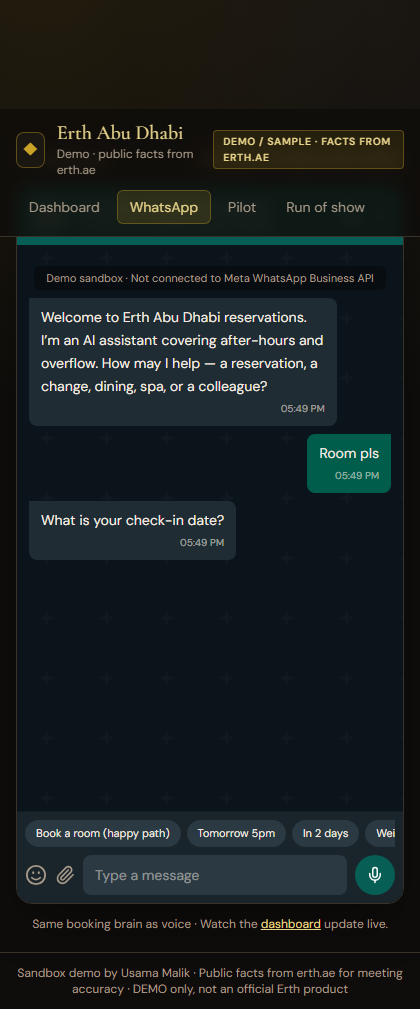 Erth Abu Dhabi
Demo · public facts from
erth.ae
DEMO / SAMPLE · FACTS FROM
ERTH.AE
Dashboard
WhatsApp
Pilot
Run of show
Demo sandbox · Not connected to Meta WhatsApp Business API
Welcome to Erth Abu Dhabi reservations.
I'm an AI assistant covering after-hours and
overflow. How may I help — a reservation, a
change, dining, spa, or a colleague?
05:49 PM
Room pls
05:49 PM
What is your check-in date?
05:49 PM
Book a room (happy path)
Tomorrow 5pm
In 2 days
Wei
Type a message
Same booking brain as voice · Watch the dashboard update live.
Sandbox demo by Usama Malik · Public facts from erth.ae for meeting
accuracy · DEMO only, not an official Erth product